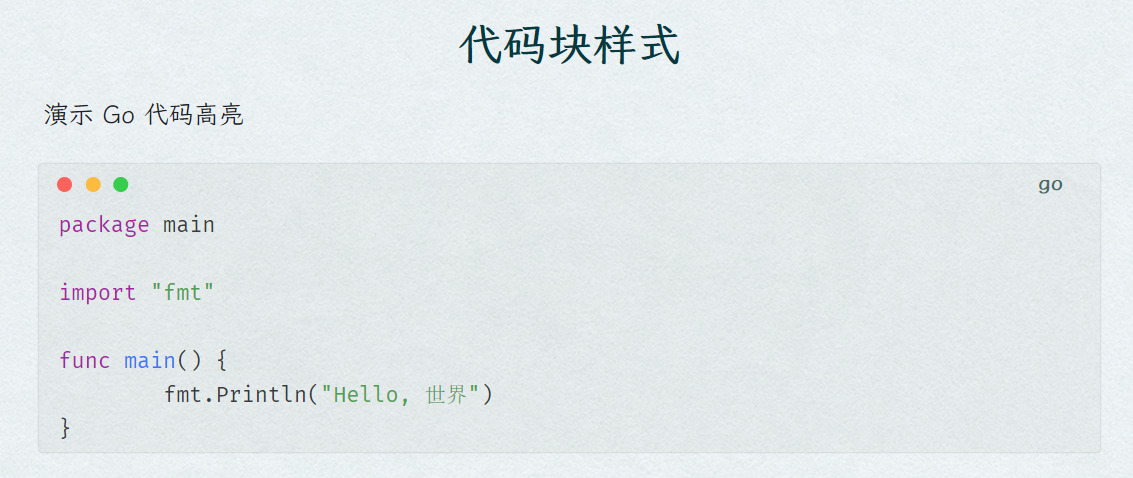 代码块样式
演示 Go 代码高亮
go
package main

import "fmt"

func main() {
        fmt.Println("Hello, 世界")
}